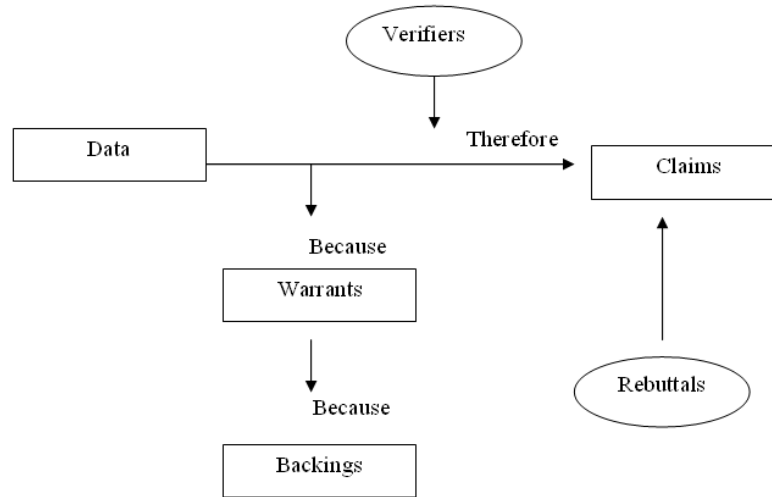 Verifiers
Therefore
Data
Claims
Because
Warrants
Rebuttals
Because
Backings